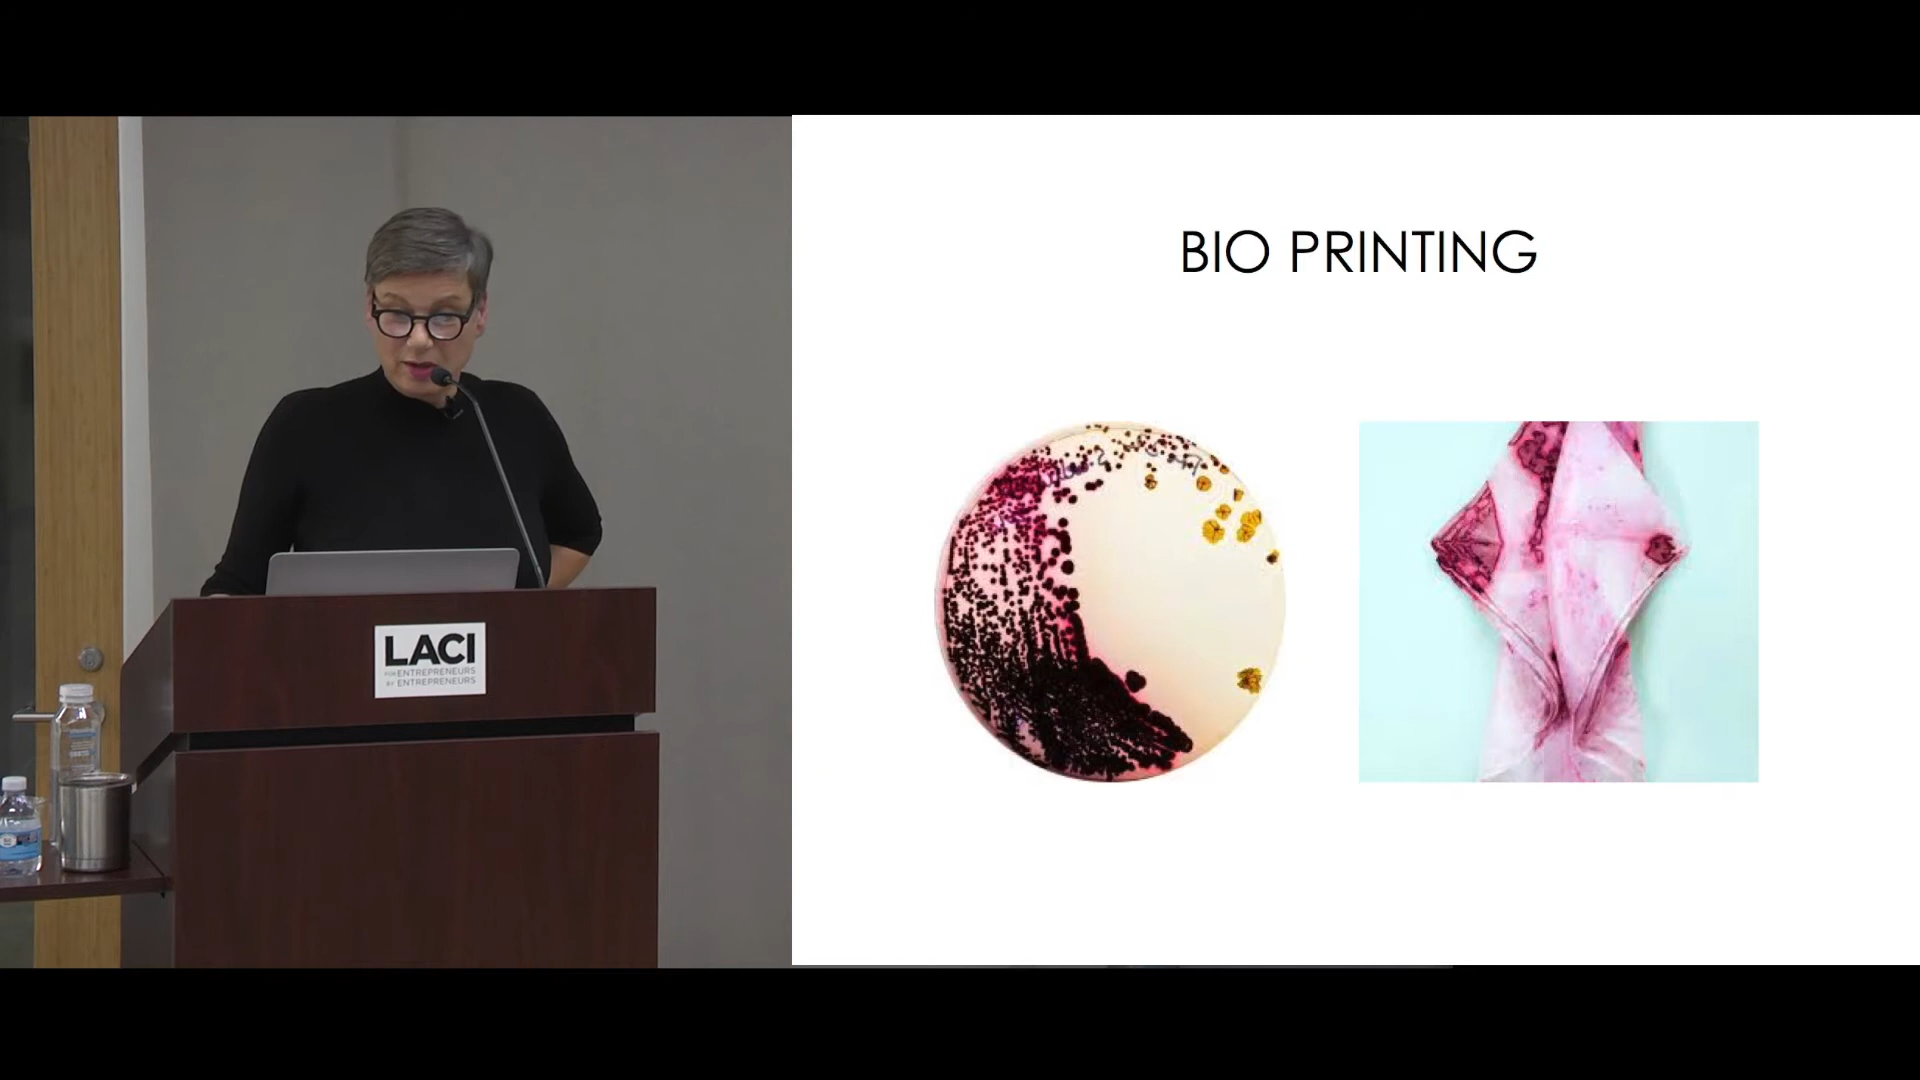 BIO PRINTING
LACI
FOR ENTREPRENEURS
BY ENTREPRENEURS